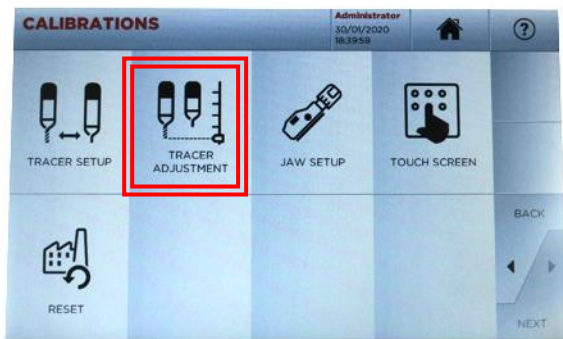 CALIBRATIONS
Administrator
30/01/2020
18:39:59
?
TRACER SETUP
TRACER
ADJUSTMENT
JAW SETUP
TOUCH SCREEN
BACK
RESET
NEXT